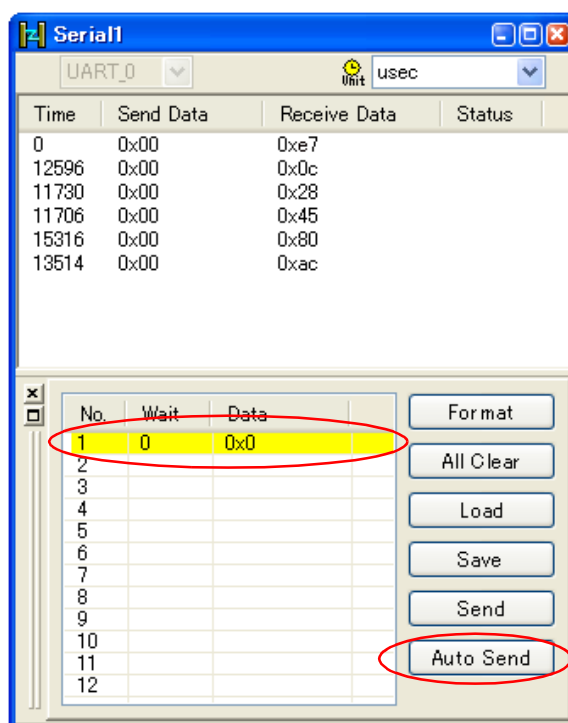 Serial1
UART_0 Unit usec
Time Send Data Receive Data Status
0 0x00 0xe7
12596 0x00 0x0c
11730 0x00 0x28
11706 0x00 0x45
15316 0x00 0x80
13514 0x00 0xac
No. Wait Data
1 0 0x0
2
3
4
5
6
7
8
9
10
11
12
Format
All Clear
Load
Save
Send
Auto Send